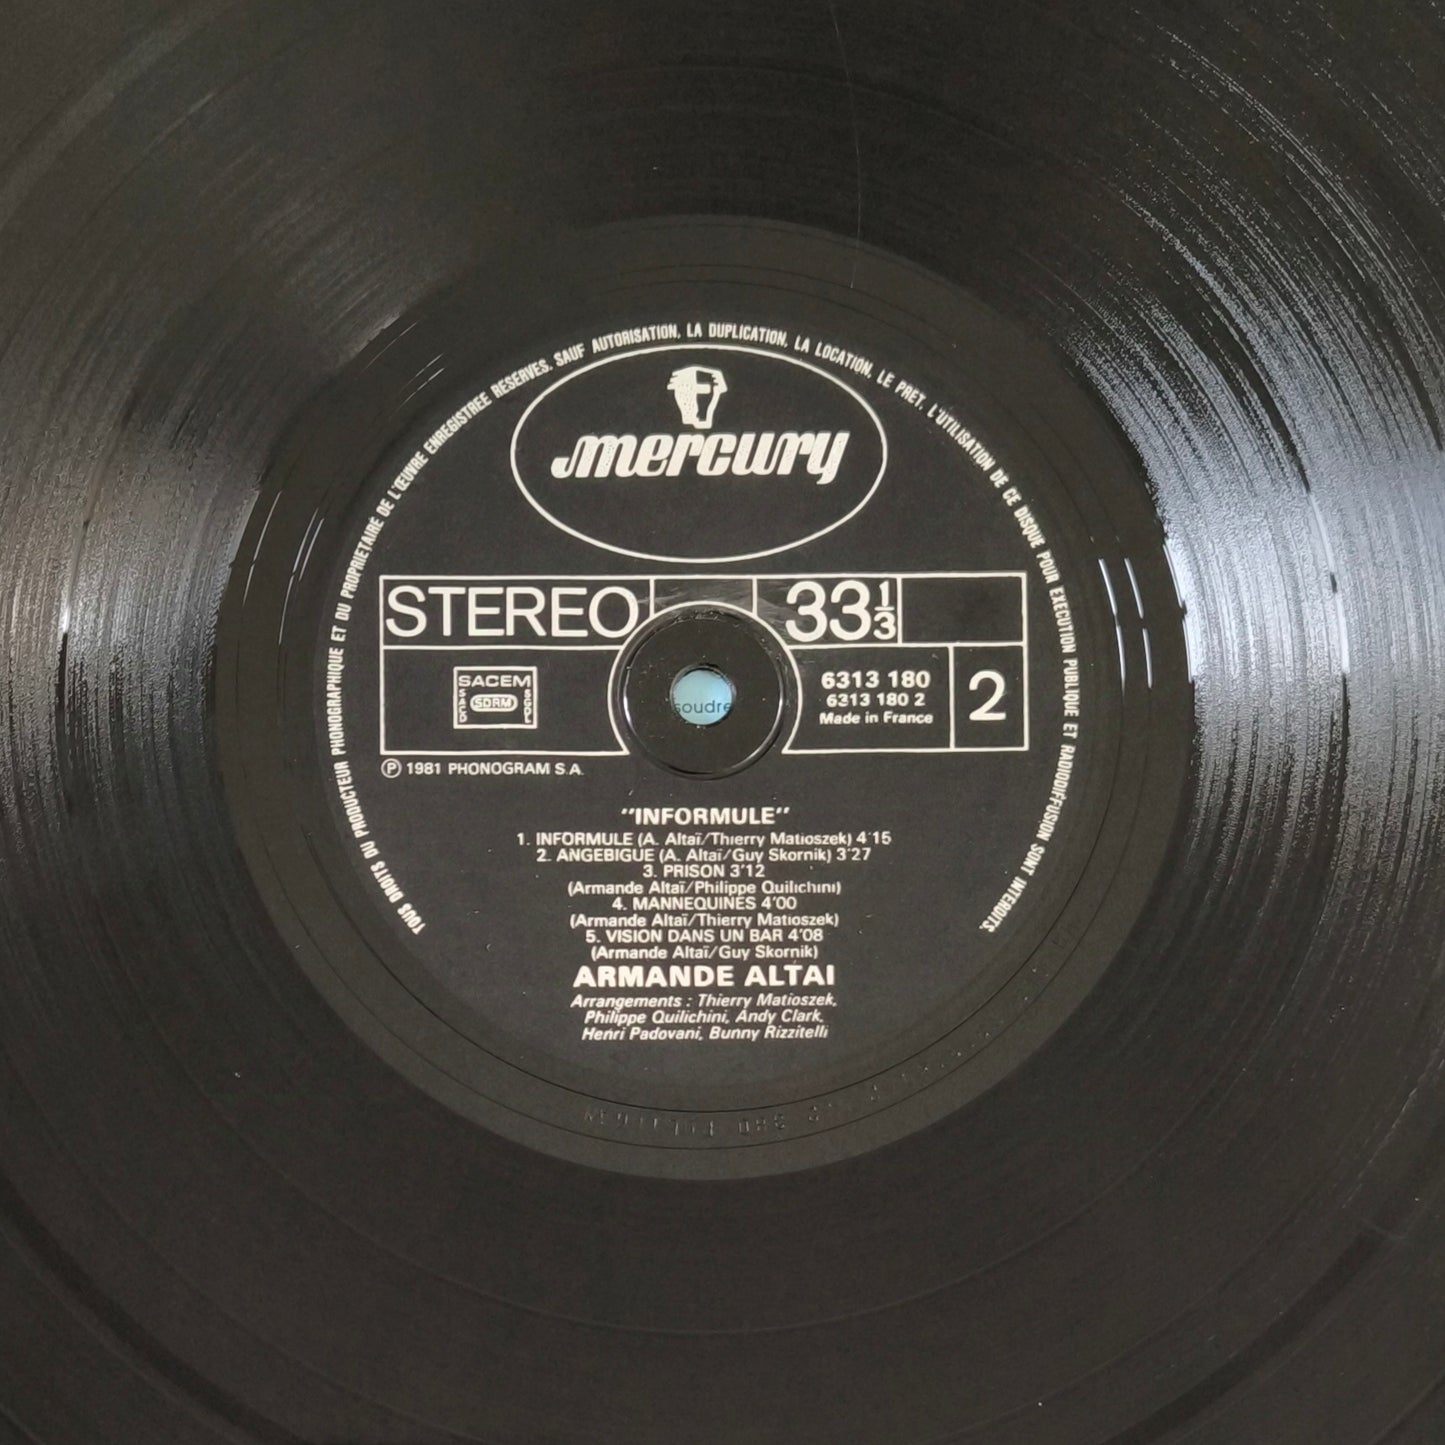 TOUS DROITS DU PRODUCTEUR PHONOGRAPHIQUE ET DU PROPRIETAIRE DE L'ŒUVRE ENREGISTREE RESERVES. SAUF AUTORISATION, LA DUPLICATION, LA LOCATION, LE PRET, L'UTILISATION DE CE DISQUE POUR EXECUTION PUBLIQUE ET RADIODIFFUSION SONT INTERDITS.
mercury
STEREO
33 1/3
SACEM
SACD SDRM SGDL
6313 180
6313 180 2
Made in France
2
soudre
℗ 1981 PHONOGRAM S.A.
"INFORMULE"
1. INFORMULE (A. Altaï/Thierry Matioszek) 4'15
2. ANGEBIGUE (A. Altaï/Guy Skornik) 3'27
3. PRISON 3'12
(Armande Altaï/Philippe Quilichini)
4. MANNEQUINES 4'00
(Armande Altaï/Thierry Matioszek)
5. VISION DANS UN BAR 4'08
(Armande Altaï/Guy Skornik)
ARMANDE ALTAI
Arrangements : Thierry Matioszek,
Philippe Quilichini, Andy Clark,
Henri Padovani, Bunny Rizzitelli